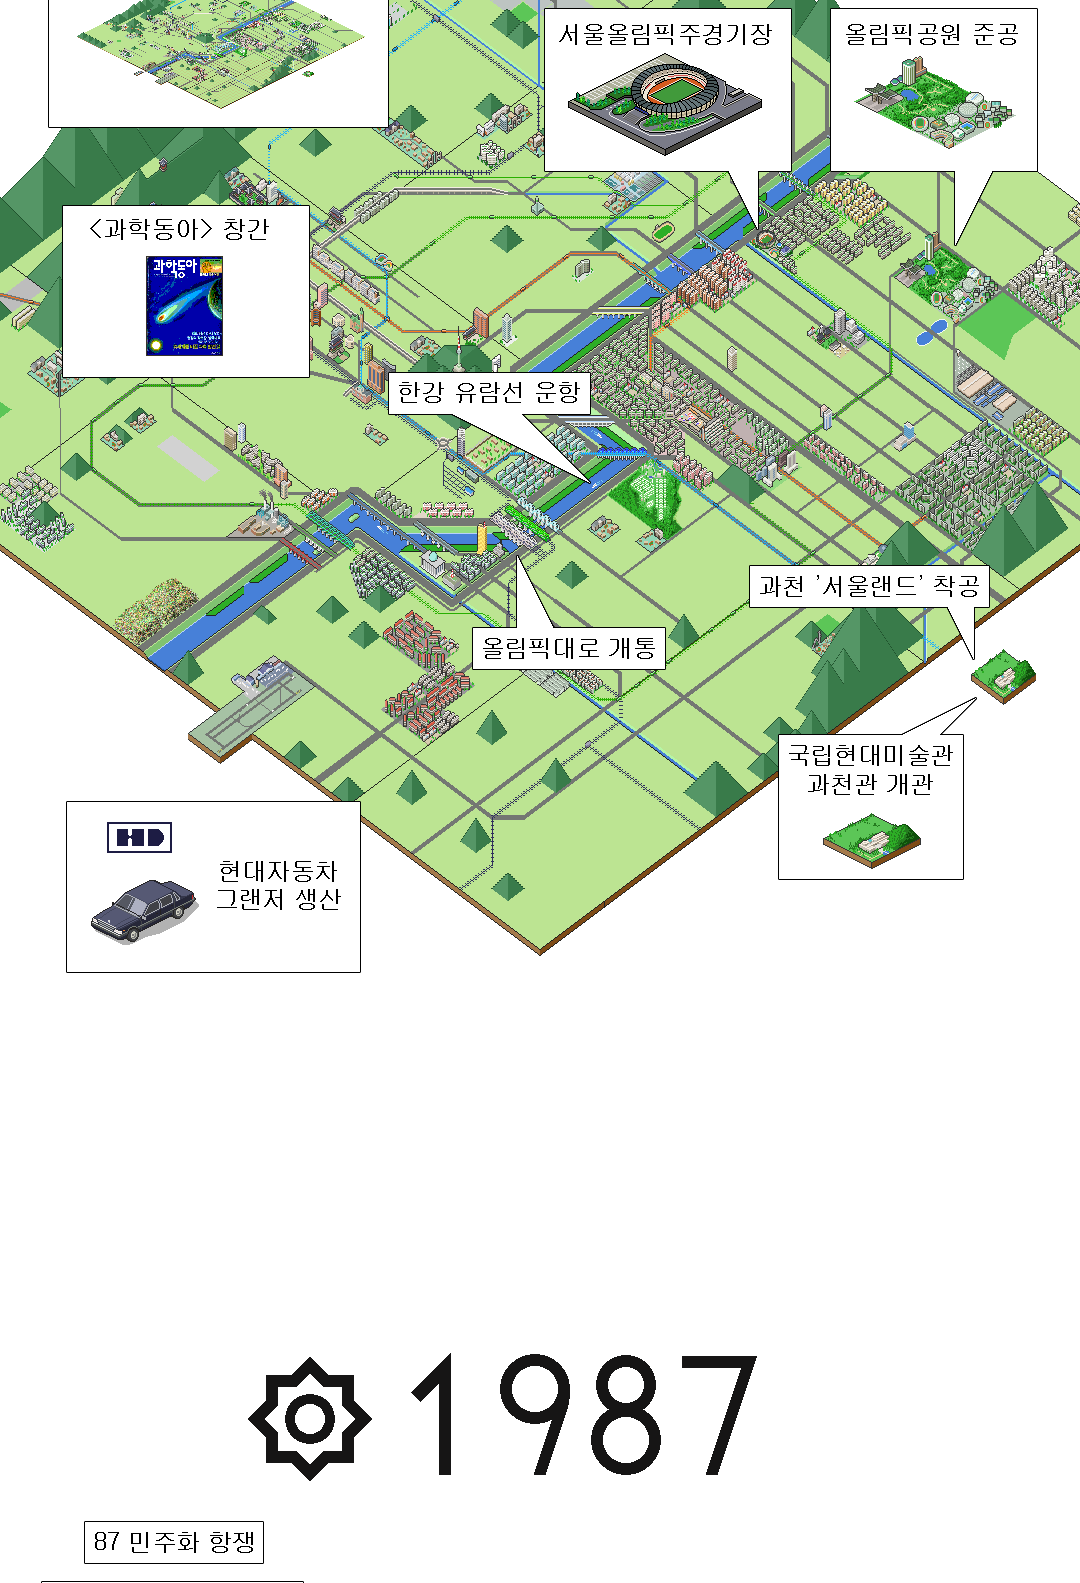 서울올림픽주경기장
올림픽공원 준공
<과학동아> 창간
과학동아
한강 유람선 운항
과천 '서울랜드' 착공
올림픽대로 개통
국립현대미술관
과천관 개관
HD
현대자동차
그랜저 생산
1987
87 민주화 항쟁